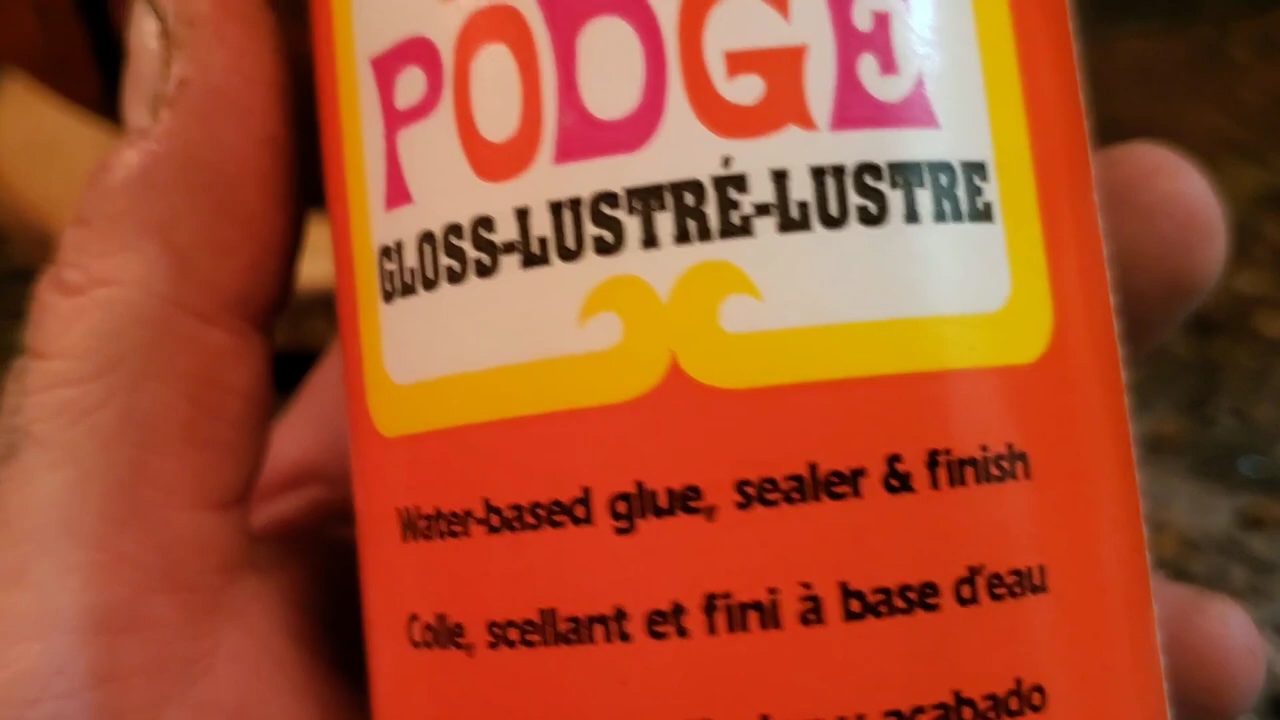 PODGE
GLOSS-LUSTRÉ-LUSTRE
Water-based glue, sealer & finish
Colle, scellant et fini à base d'eau
acabado